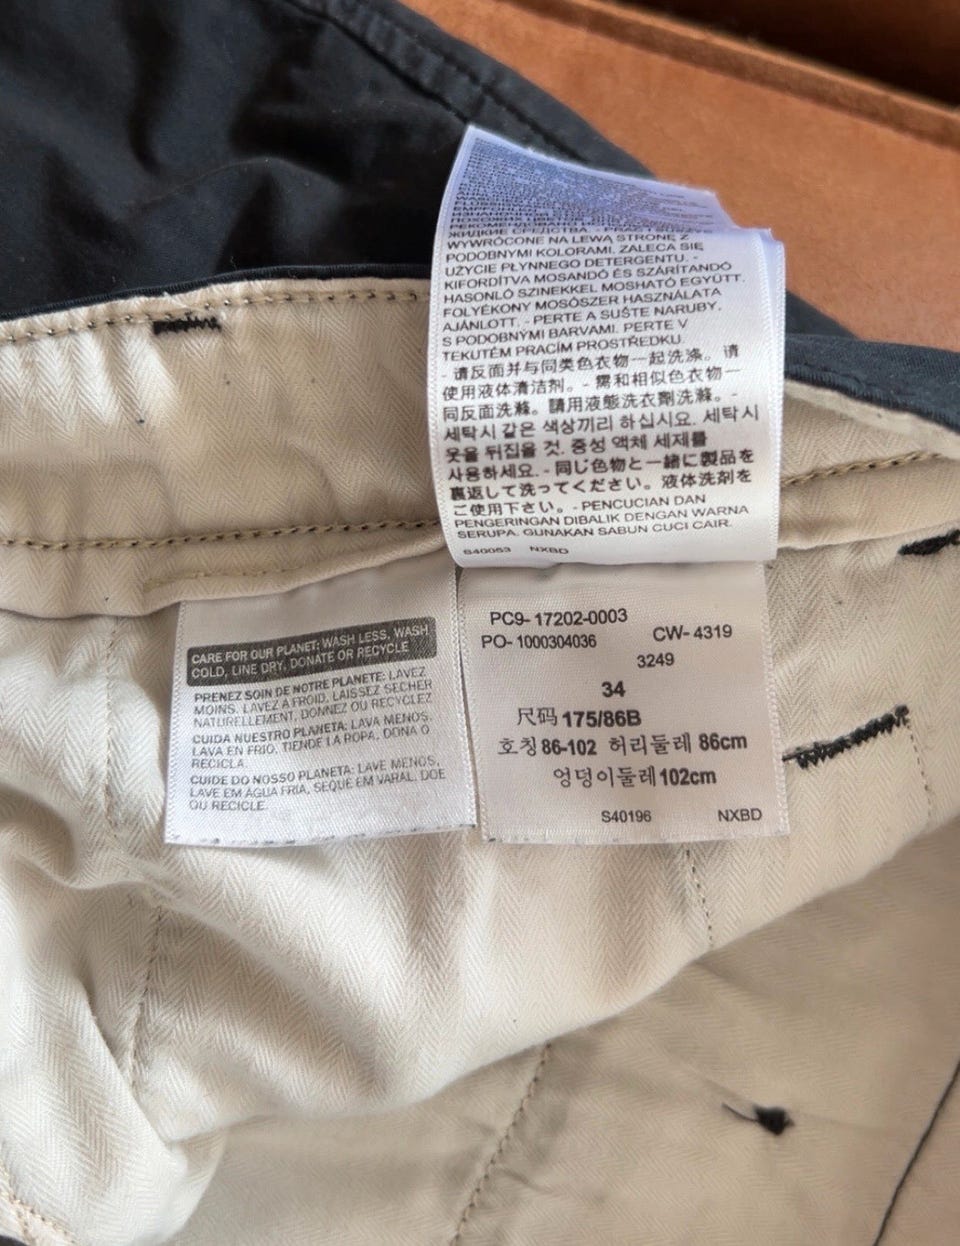 ЖИДКИЕ СРЕДСТВА. - PRAĆ I SUSZYĆ
WYWRÓCONE NA LEWĄ STRONĘ Z
PODOBNYMI KOLORAMI. ZALECA SIĘ
UŻYCIE PŁYNNEGO DETERGENTU. -
KIFORDÍTVA MOSANDÓ ÉS SZÁRÍTANDÓ
HASONLÓ SZINEKKEL MOSHATÓ EGYÜTT.
FOLYÉKONY MOSÓSZER HASZNÁLATA
AJÁNLOTT. - PERTE A SUŠTE NARUBY,
S PODOBNÝMI BARVAMI. PERTE V
TEKUTÉM PRACÍM PROSTŘEDKU.
- 请反面并与同类色衣物一起洗涤。请
使用液体清洁剂。-
同反面洗滌。請用液態洗衣劑洗滌。-
세탁시 같은 색상끼리 하십시요. 세탁시
옷을 뒤집을 것. 중성 액체 세제를
사용하세요. - 同じ色物と一緒に製品を
裏返して洗ってください。液体洗剤を
ご使用下さい。- PENCUCIAN DAN
PENGERINGAN DIBALIK DENGAN WARNA
SERUPA. GUNAKAN SABUN CUCI CAIR.
S40063 NXBD
CARE FOR OUR PLANET: WASH LESS, WASH
COLD, LINE DRY, DONATE OR RECYCLE
PRENEZ SOIN DE NOTRE PLANETE: LAVEZ
MOINS, LAVEZ A FROID, LAISSEZ SECHER
NATURELLEMENT, DONNEZ OU RECYCLEZ
CUIDA NUESTRO PLANETA: LAVA MENOS,
LAVA EN FRIO, TIENDE LA ROPA, DONA O
RECICLA.
CUIDE DO NOSSO PLANETA: LAVE MENOS,
LAVE EM ÁGUA FRIA, SEQUE EM VARAL, DOE
OU RECICLE.
PC9- 17202-0003
PO- 1000304036 CW- 4319
3249
34
尺码 175/86B
호칭 86-102 허리둘레 86cm
엉덩이둘레 102cm
S40196 NXBD